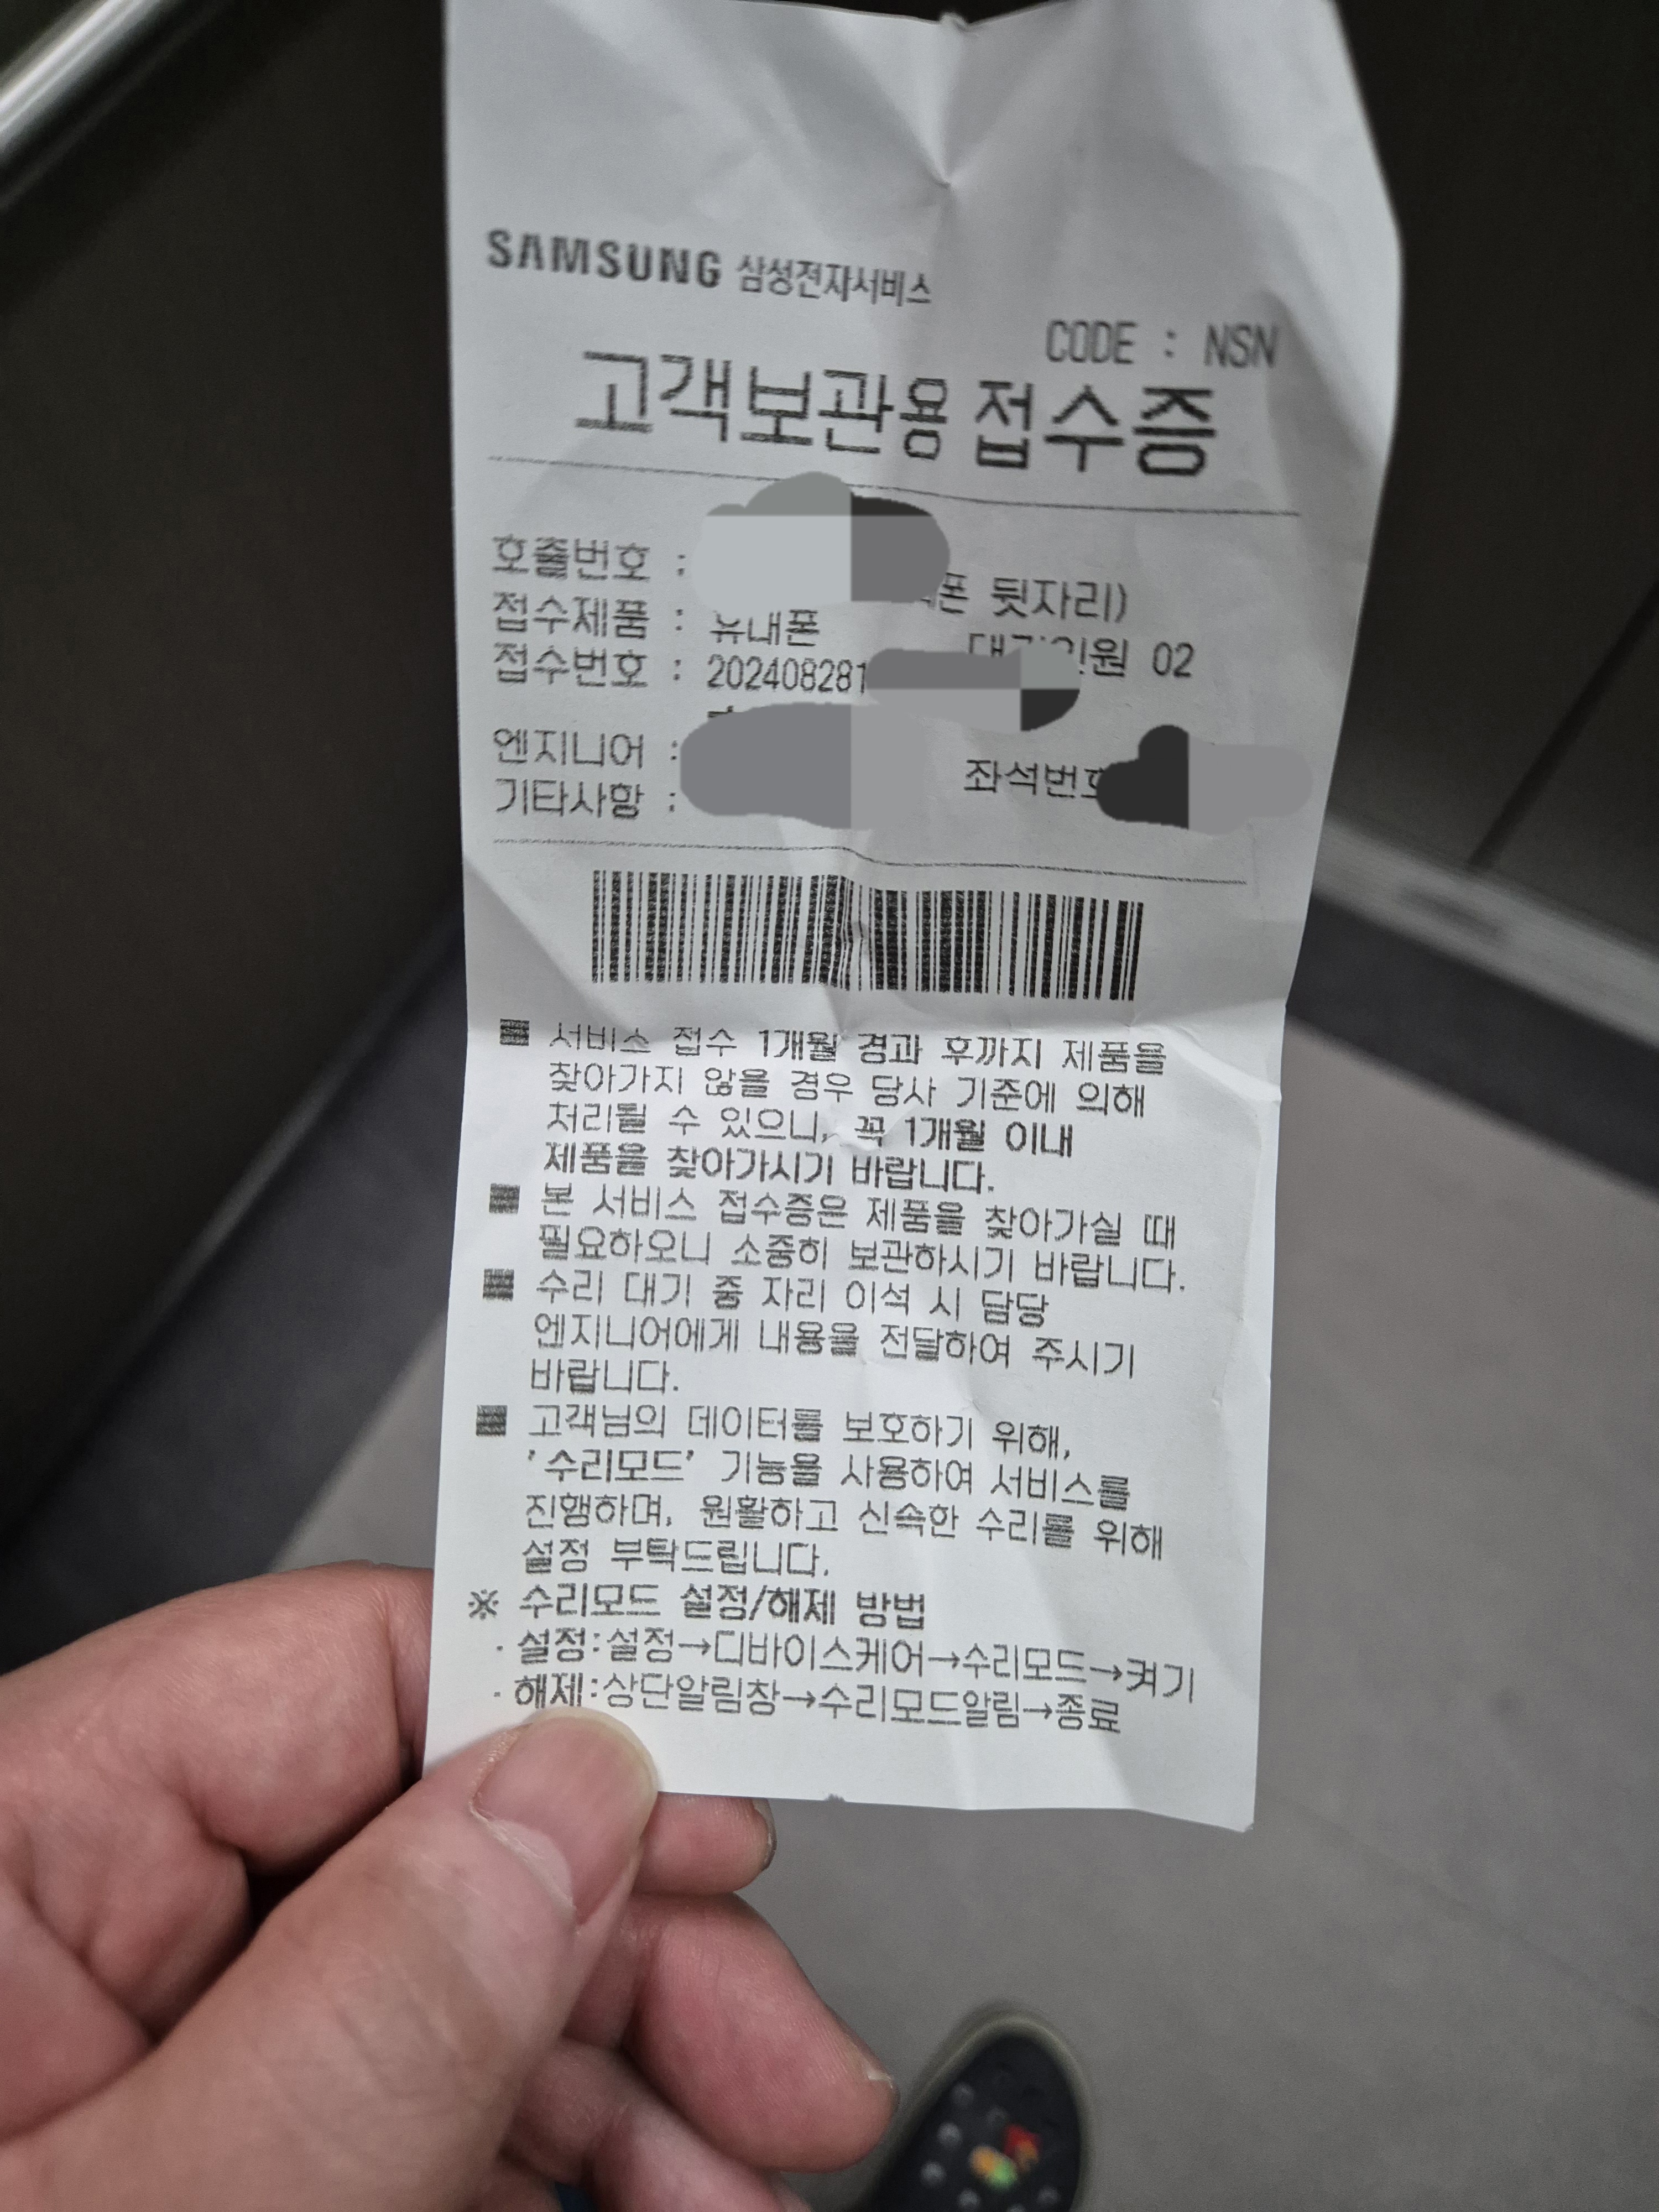 SAMSUNG 삼성전자서비스
CODE : NSN
고객보관용 접수증
호출번호 : 폰 뒷자리)
접수제품 : 휴대폰
접수번호 : 202408281 대기인원 02
엔지니어 : 좌석번호
기타사항 :
■ 서비스 접수 1개월 경과 후까지 제품을
찾아가지 않을 경우 당사 기준에 의해
처리될 수 있으니, 꼭 1개월 이내
제품을 찾아가시기 바랍니다.
■ 본 서비스 접수증은 제품을 찾아가실 때
필요하오니 소중히 보관하시기 바랍니다.
■ 수리 대기 중 자리 이석 시 담당
엔지니어에게 내용을 전달하여 주시기
바랍니다.
■ 고객님의 데이터를 보호하기 위해,
'수리모드' 기능을 사용하여 서비스를
진행하며, 원활하고 신속한 수리를 위해
설정 부탁드립니다.
※ 수리모드 설정/해제 방법
· 설정:설정→디바이스케어→수리모드→켜기
· 해제:상단알림창→수리모드알림→종료